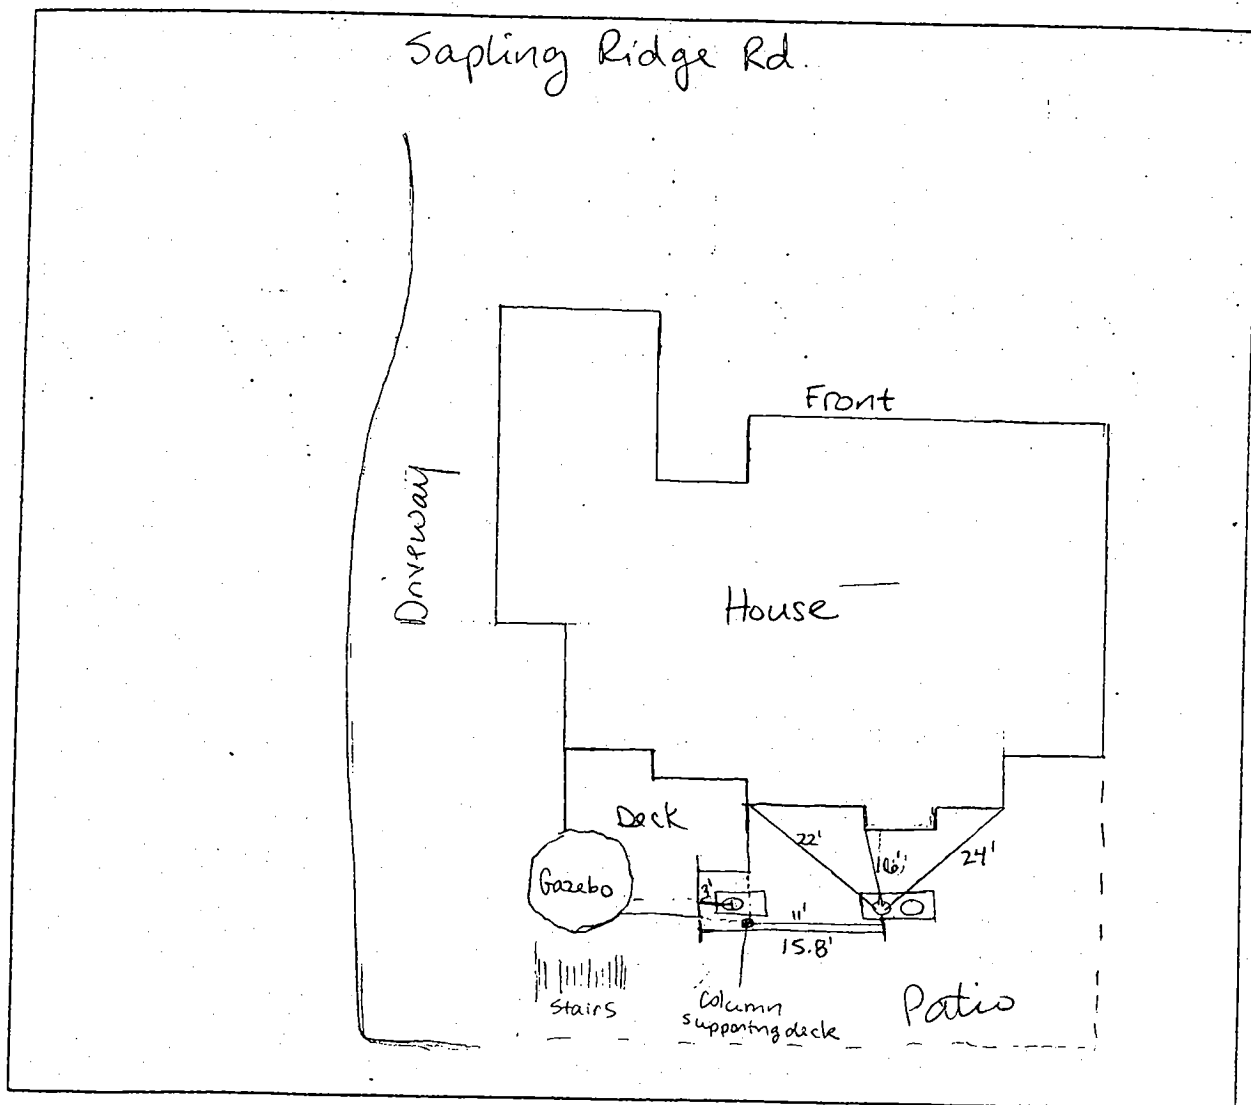 Sapling Ridge Rd.
Front
Driveway
House
Deck
22'
16'
24'
Gazebo
3'
11'
15.8'
Stairs
Column
supporting deck
Patio